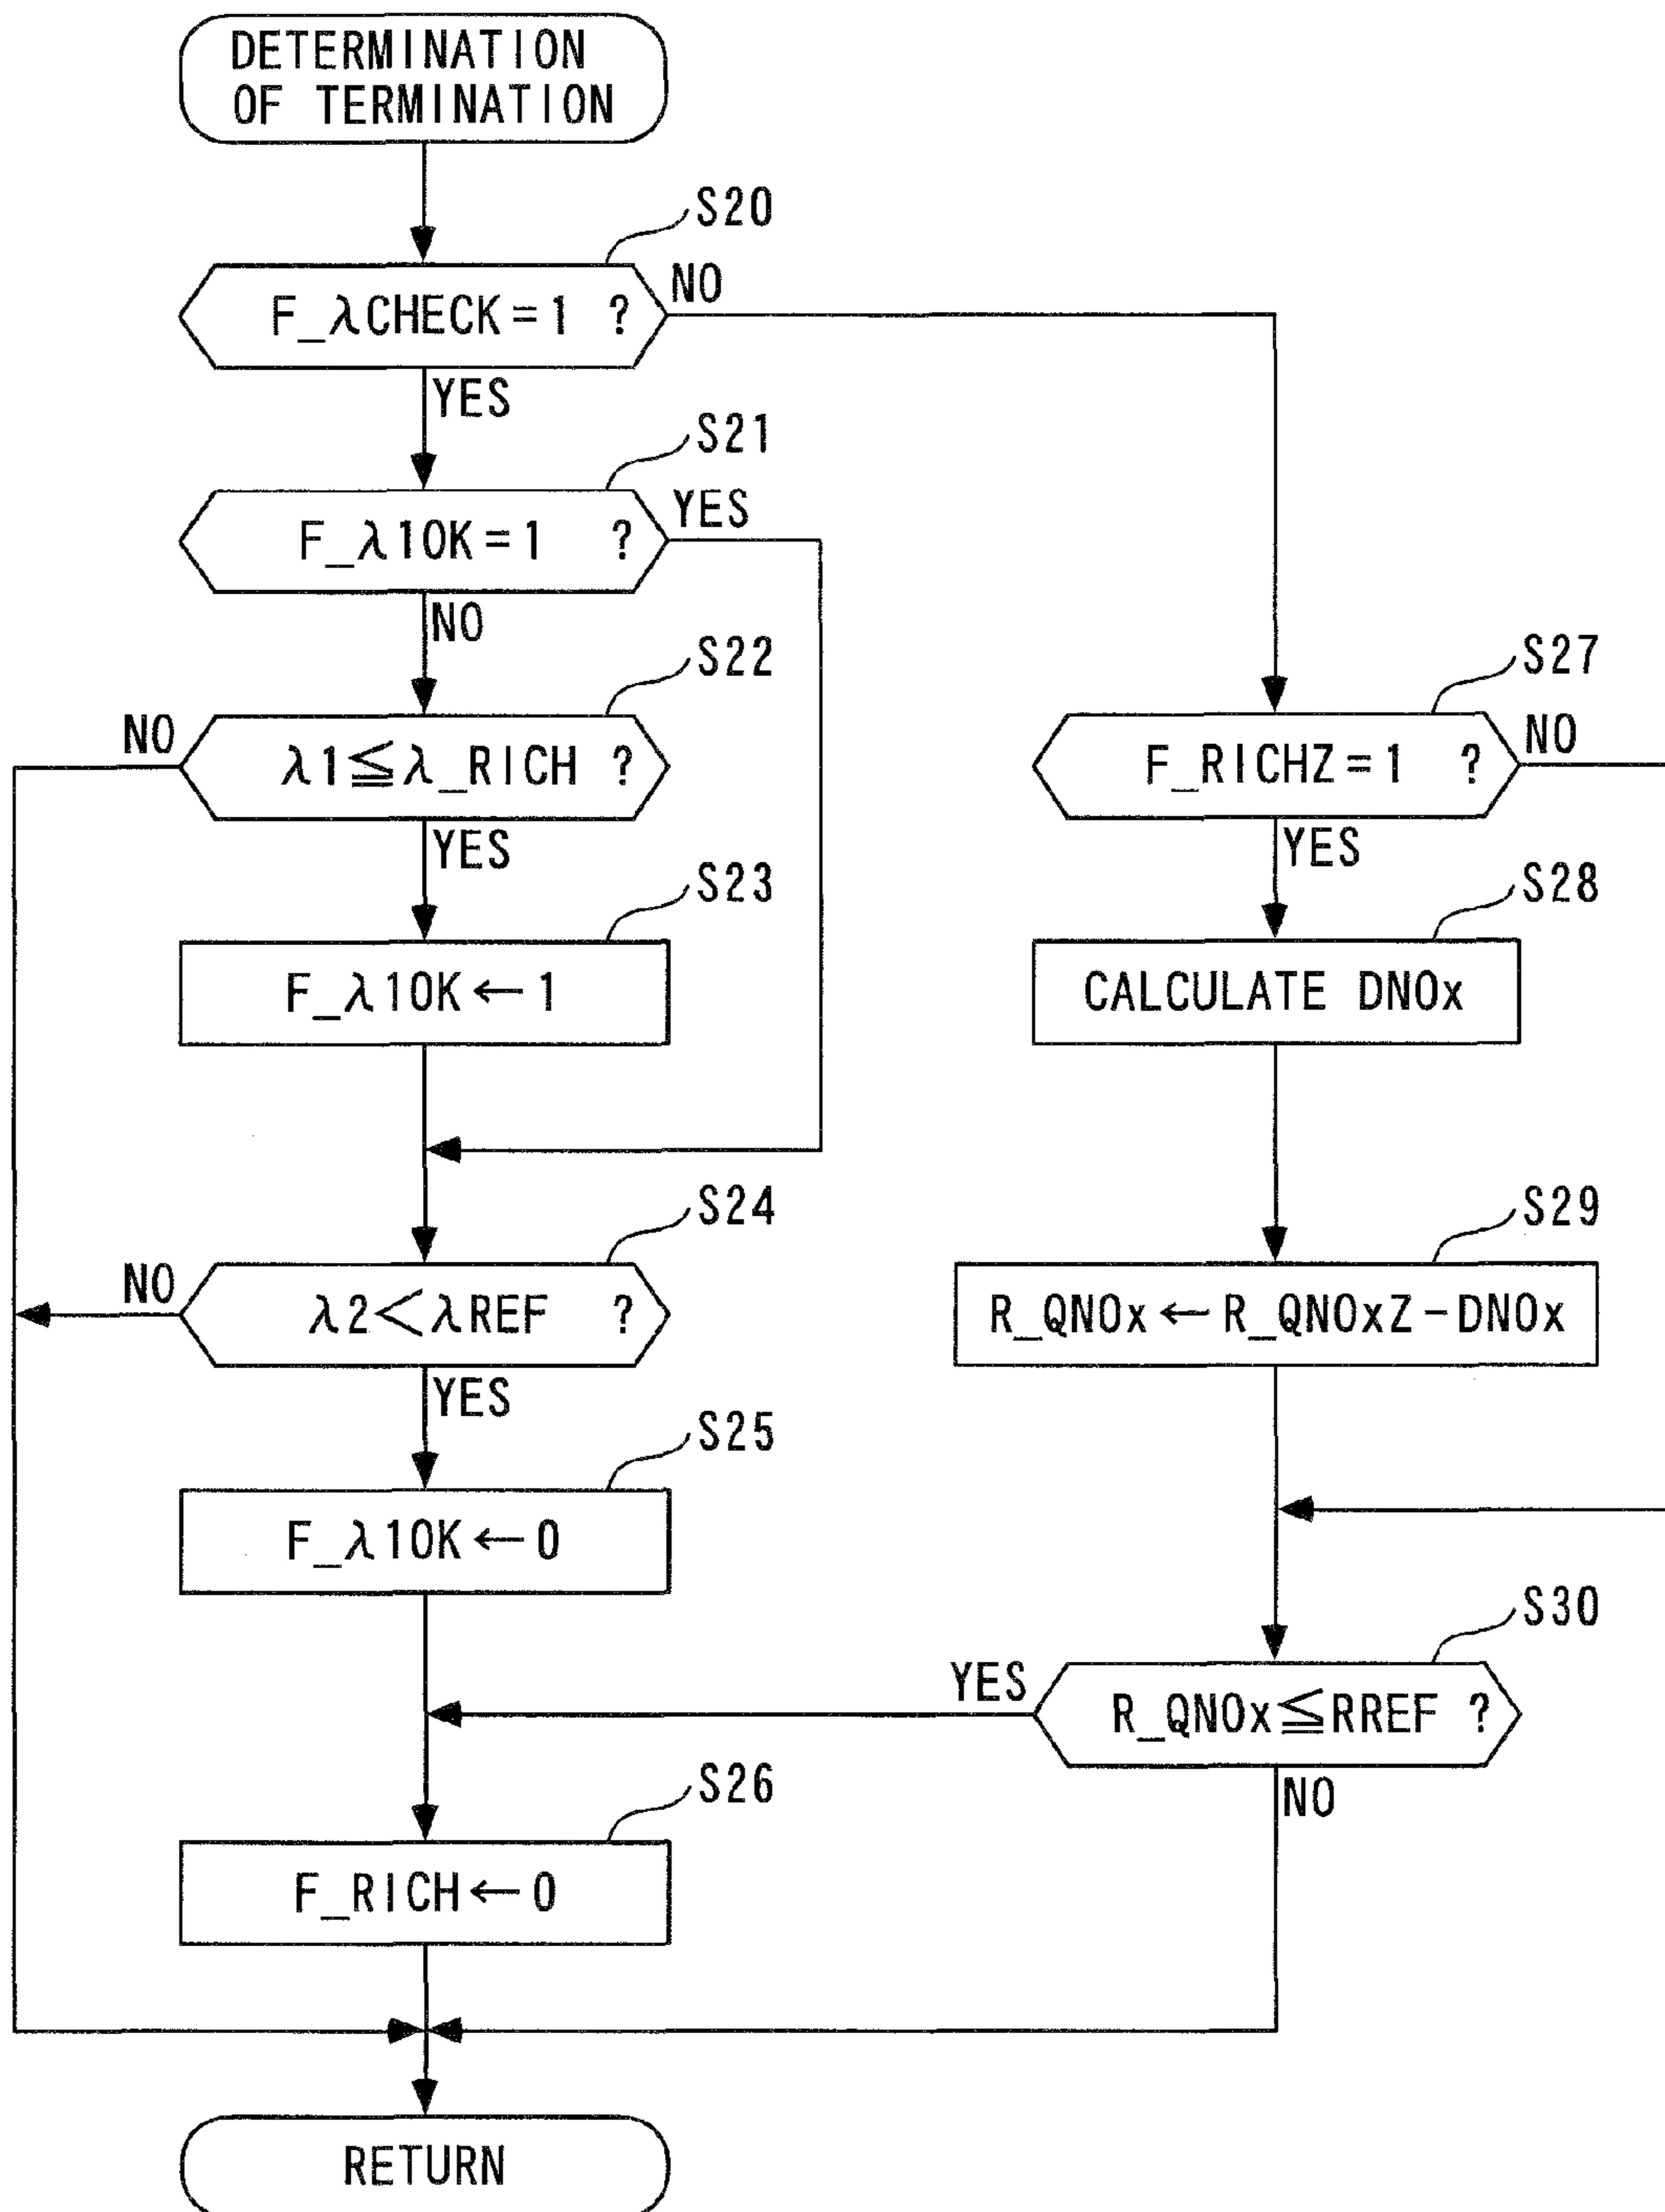 DETERMINATION
OF TERMINATION
S20
F_λCHECK=1 ?
NO
YES
S21
F_λ1OK=1 ?
YES
NO
S22
λ1≦λ_RICH ?
NO
YES
S23
F_λ1OK←1
S24
λ2<λREF ?
NO
YES
S25
F_λ1OK←0
S26
F_RICH←0
RETURN
S27
F_RICHZ=1 ?
NO
YES
S28
CALCULATE DNOx
S29
R_QNOx←R_QNOxZ-DNOx
S30
R_QNOx≦RREF ?
YES
NO